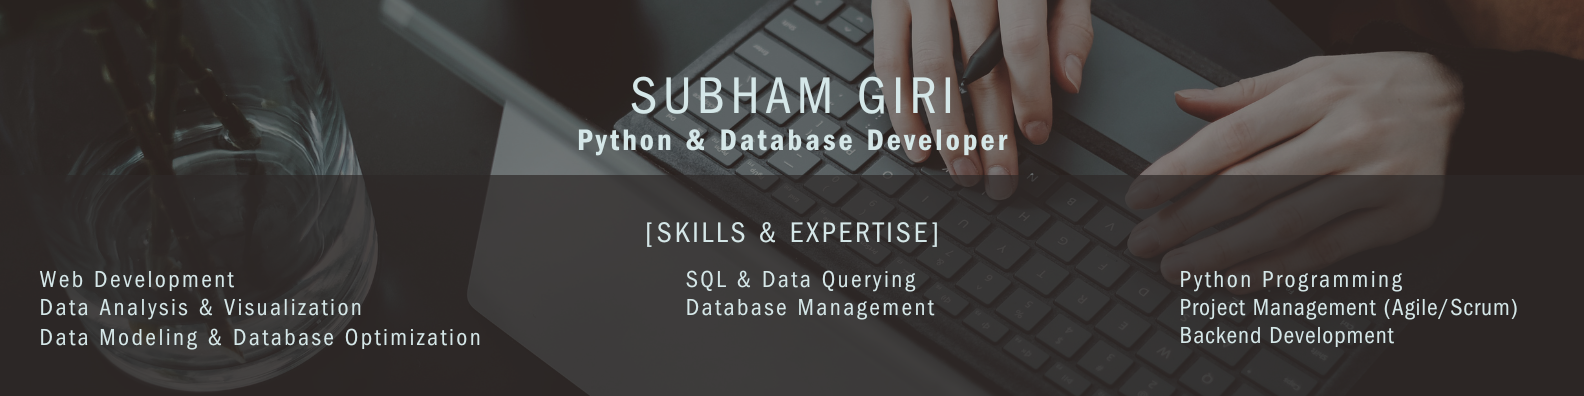 SUBHAM GIRI
Python & Database Developer
[SKILLS & EXPERTISE]
Web Development
Data Analysis & Visualization
Data Modeling & Database Optimization
SQL & Data Querying
Database Management
Python Programming
Project Management (Agile/Scrum)
Backend Development